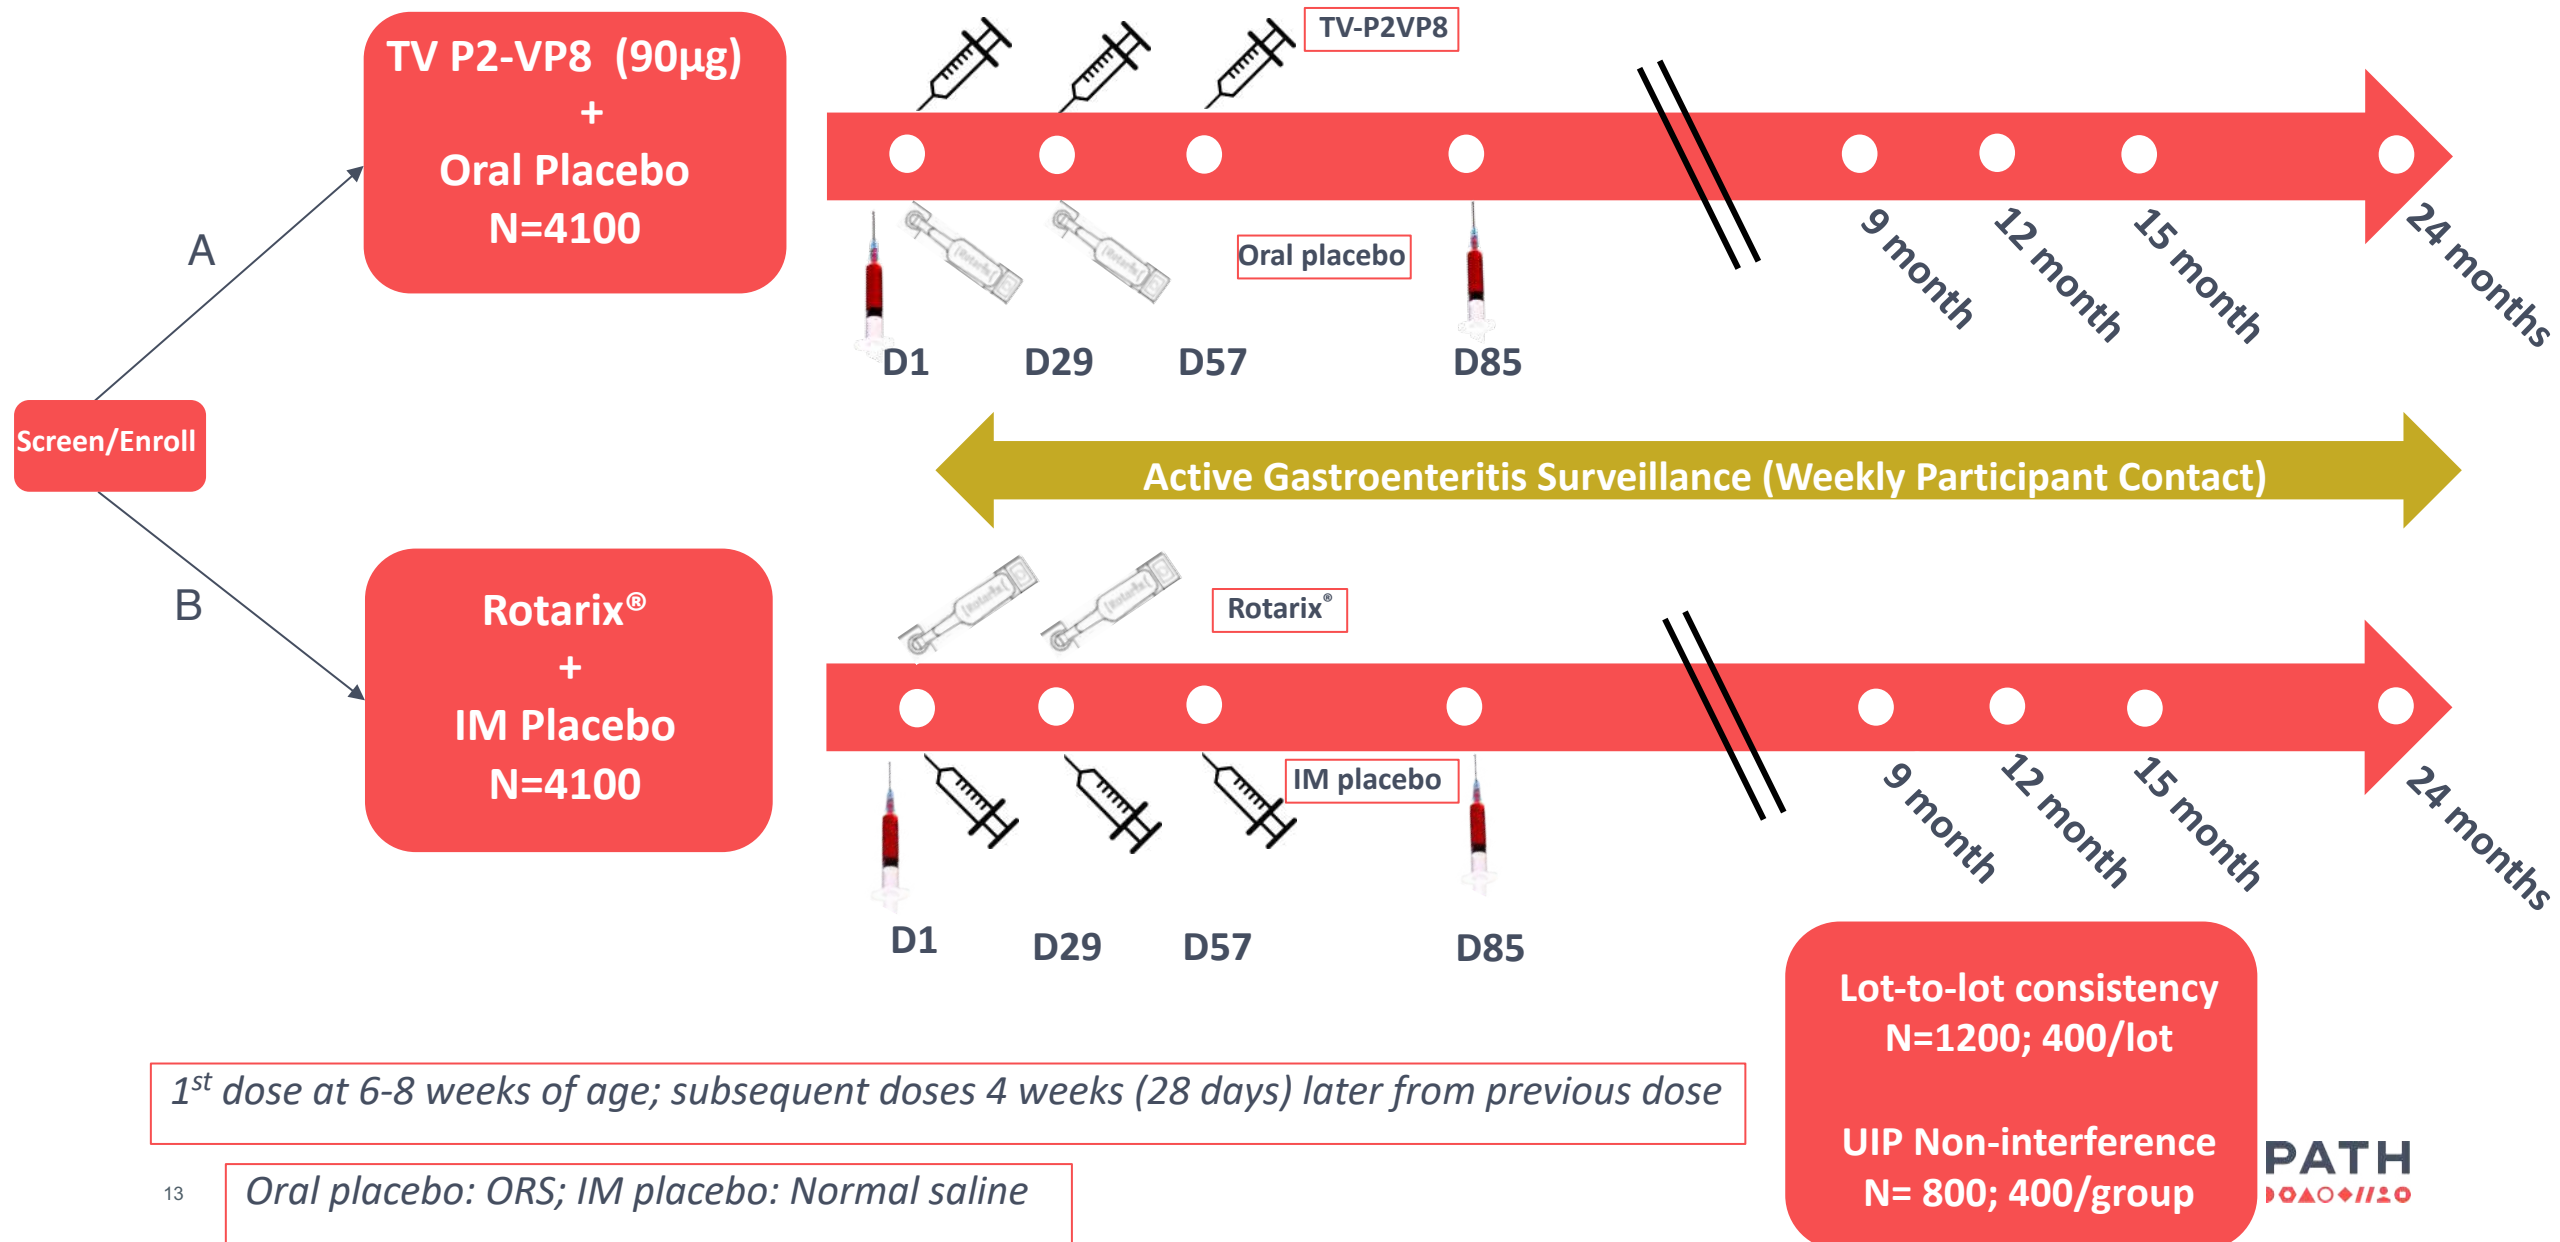 TV P2-VP8 (90µg)
+
Oral Placebo
N=4100
TV-P2VP8
Oral placebo
[Rotarix(
[Rotarix(
D1
D29
D57
D85
9 month
12 month
15 month
24 months
A
Screen/Enroll
B
Active Gastroenteritis Surveillance (Weekly Participant Contact)
Rotarix®
+
IM Placebo
N=4100
[Rotarix(
[Rotarix(
Rotarix®
IM placebo
D1
D29
D57
D85
9 month
12 month
15 month
24 months
Lot-to-lot consistency
N=1200; 400/lot
UIP Non-interference
N= 800; 400/group
1st dose at 6-8 weeks of age; subsequent doses 4 weeks (28 days) later from previous dose
Oral placebo: ORS; IM placebo: Normal saline
13
PATH